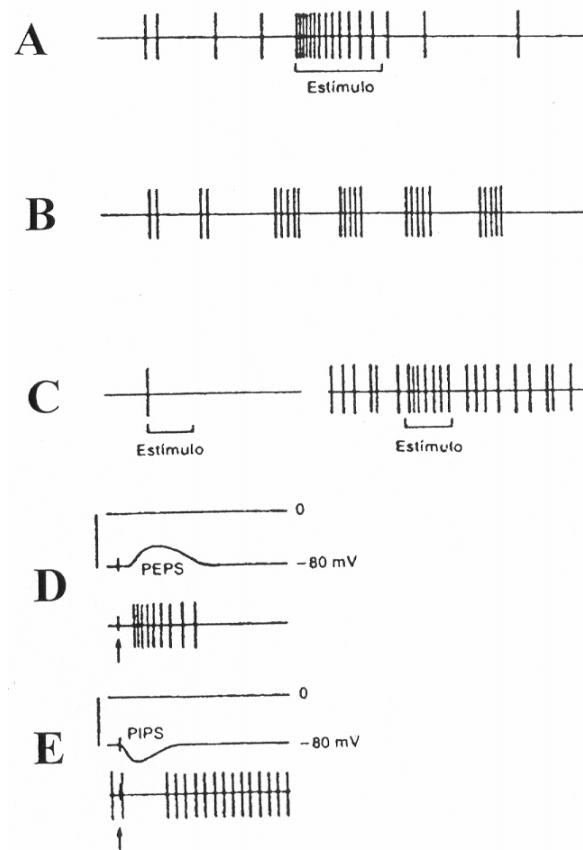 A
Estímulo
B
C
Estímulo
Estímulo
0
PEPS
−80 mV
D
0
PIPS
−80 mV
E